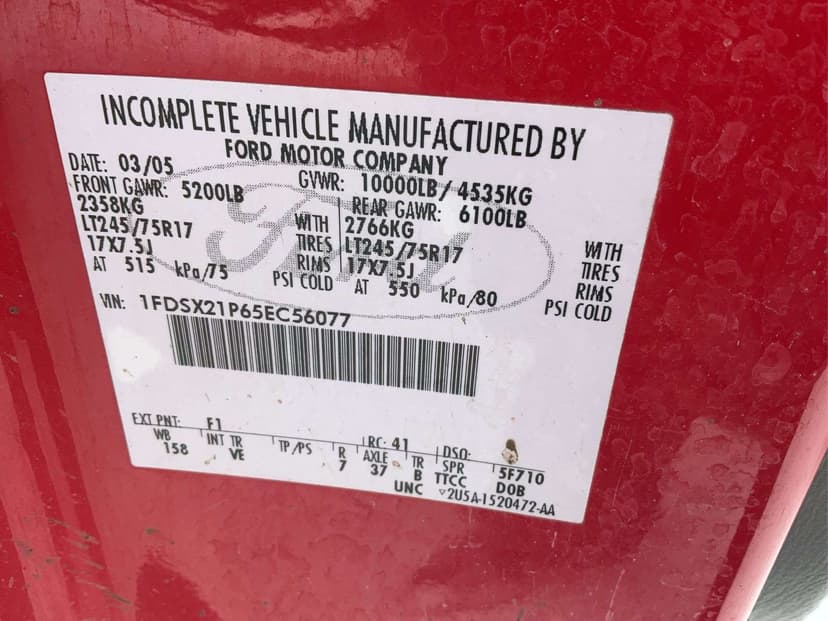 INCOMPLETE VEHICLE MANUFACTURED BY
FORD MOTOR COMPANY
DATE: 03/05 GVWR: 10000LB/4535KG
FRONT GAWR: 5200LB REAR GAWR: 6100LB
2358KG WITH 2766KG WITH
LT245/75R17 TIRES LT245/75R17 TIRES
17X7.5J RIMS 17X7.5J RIMS
AT 515 kPa/75 PSI COLD AT 550 kPa/80 PSI COLD
VIN: 1FDSX21P65EC56077
Ford
EXT PNT: F1 RC: 41 DSO:
WB INT TR TP/PS R AXLE TR SPR 5F710
158 VE 7 37 B TTCC DOB
UNC ▽2U5A-1520472-AA